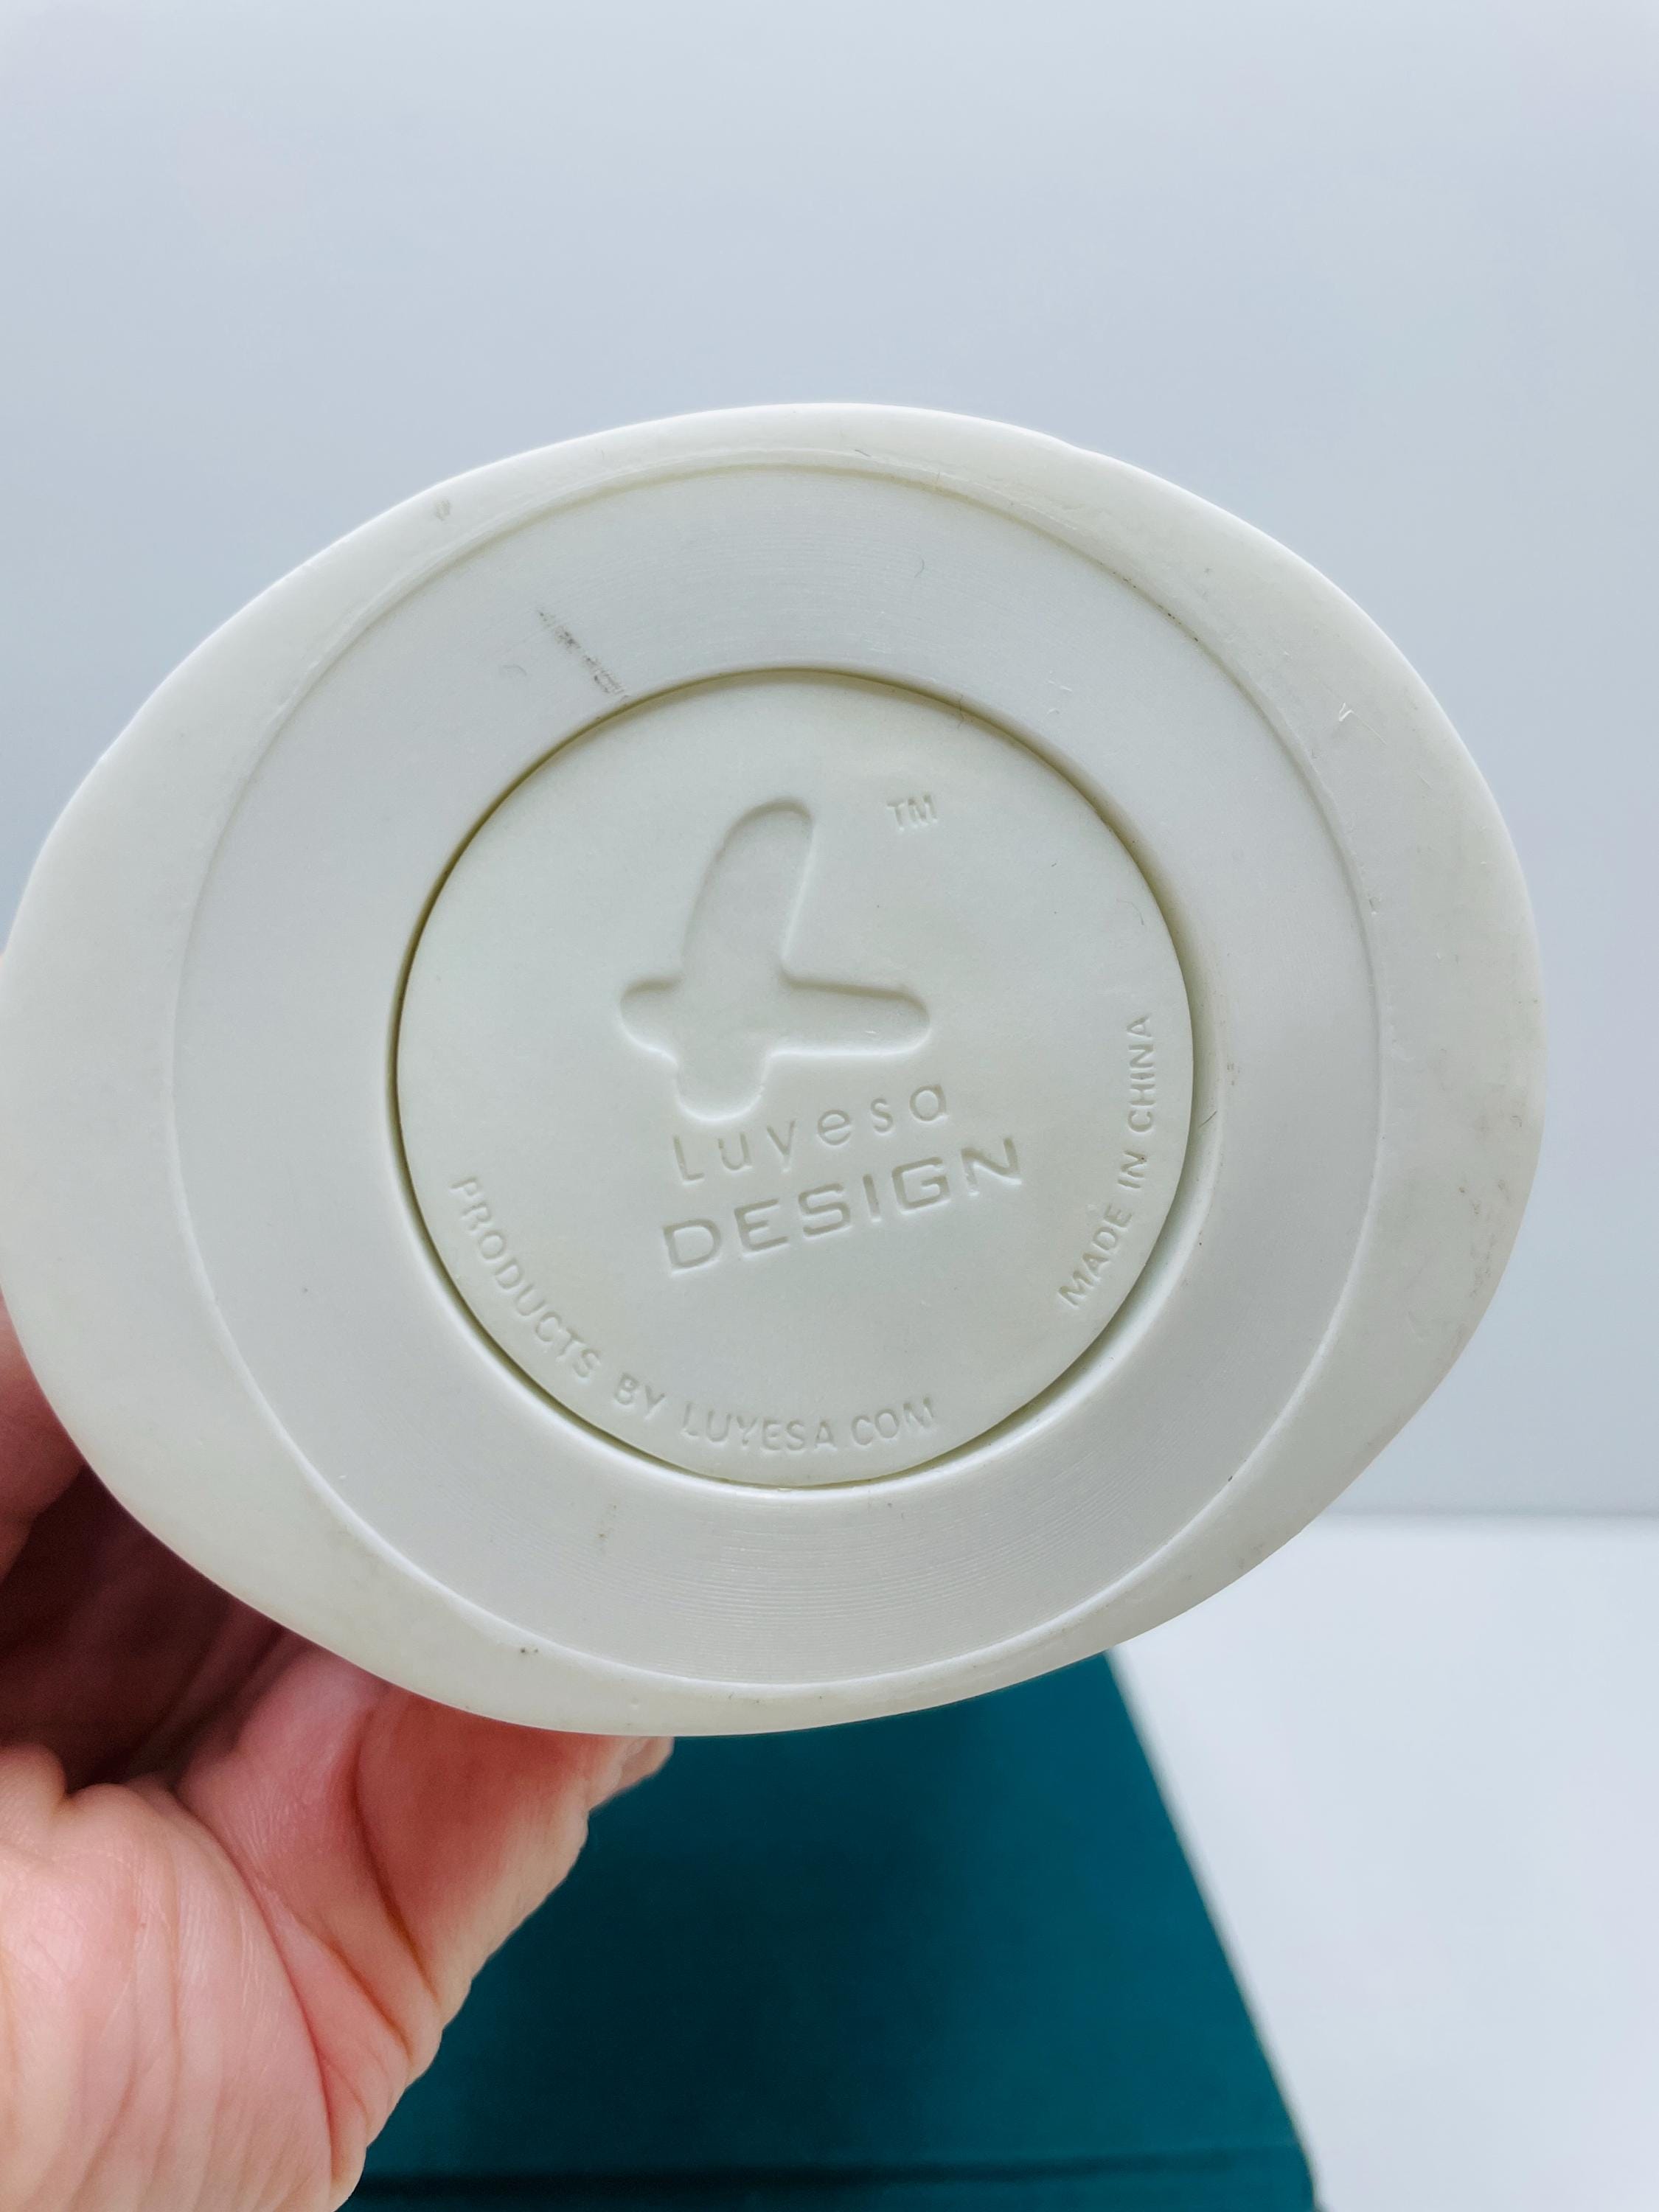 TM
Luyesa
DESIGN
PRODUCTS BY LUYESA COM
MADE IN CHINA